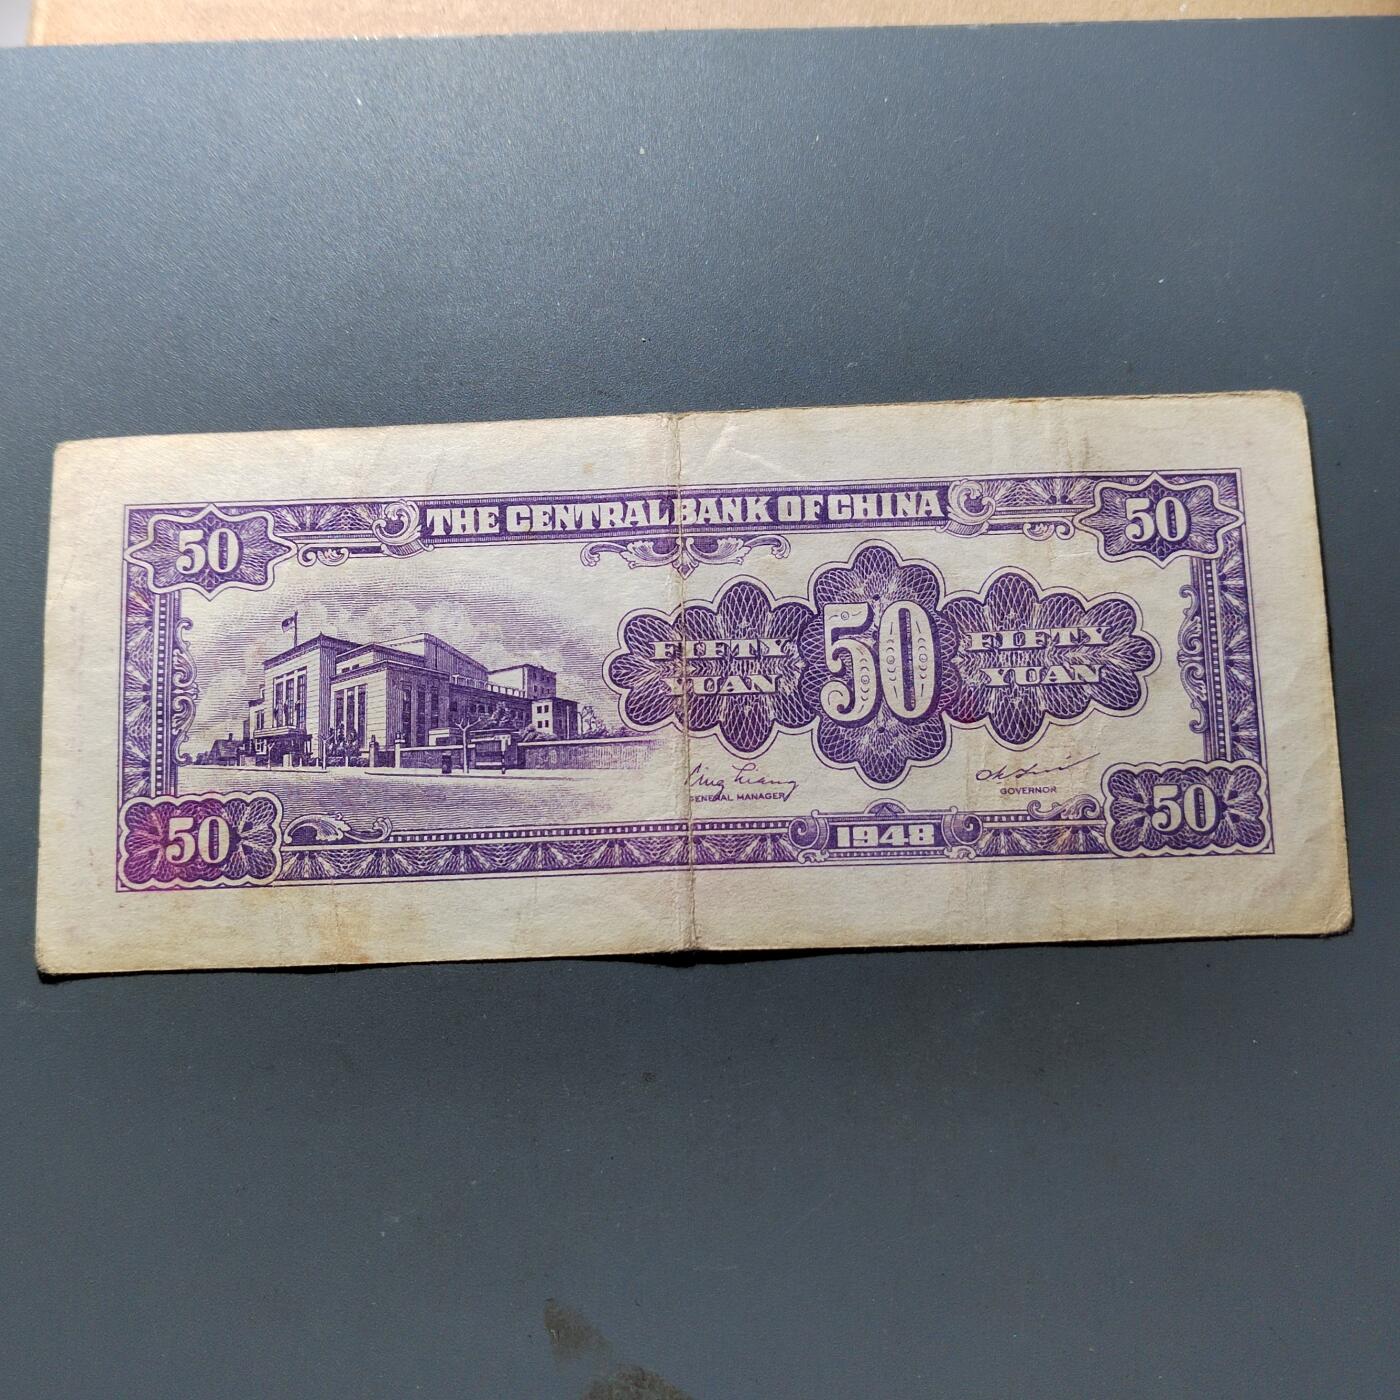 THE CENTRAL BANK OF CHINA
50
50
FIFTY
YUAN
50
FIFTY
YUAN
GENERAL MANAGER
GOVERNOR
50
1948
50